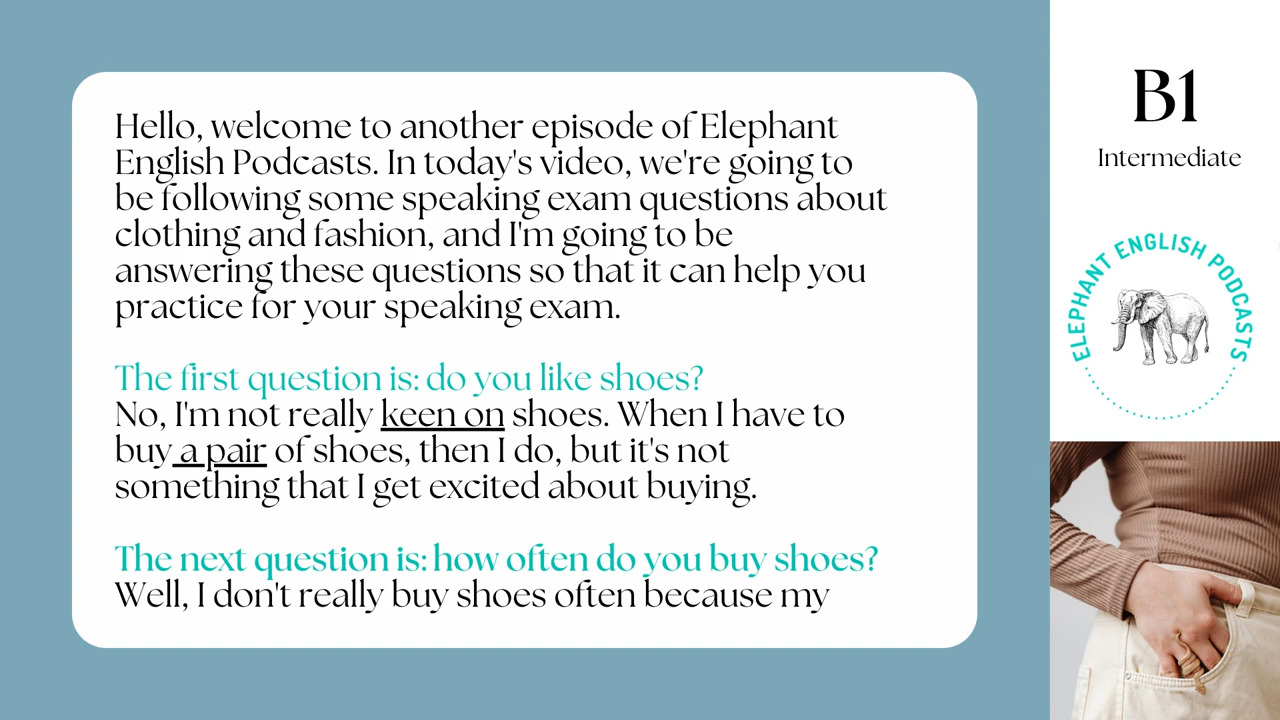 Hello, welcome to another episode of Elephant
English Podcasts. In today's video, we're going to
be following some speaking exam questions about
clothing and fashion, and I'm going to be
answering these questions so that it can help you
practice for your speaking exam.
The first question is: do you like shoes?
No, I'm not really keen on shoes. When I have to
buy a pair of shoes, then I do, but it's not
something that I get excited about buying.
The next question is: how often do you buy shoes?
Well, I don't really buy shoes often because my
B1
Intermediate
ELEPHANT ENGLISH PODCASTS